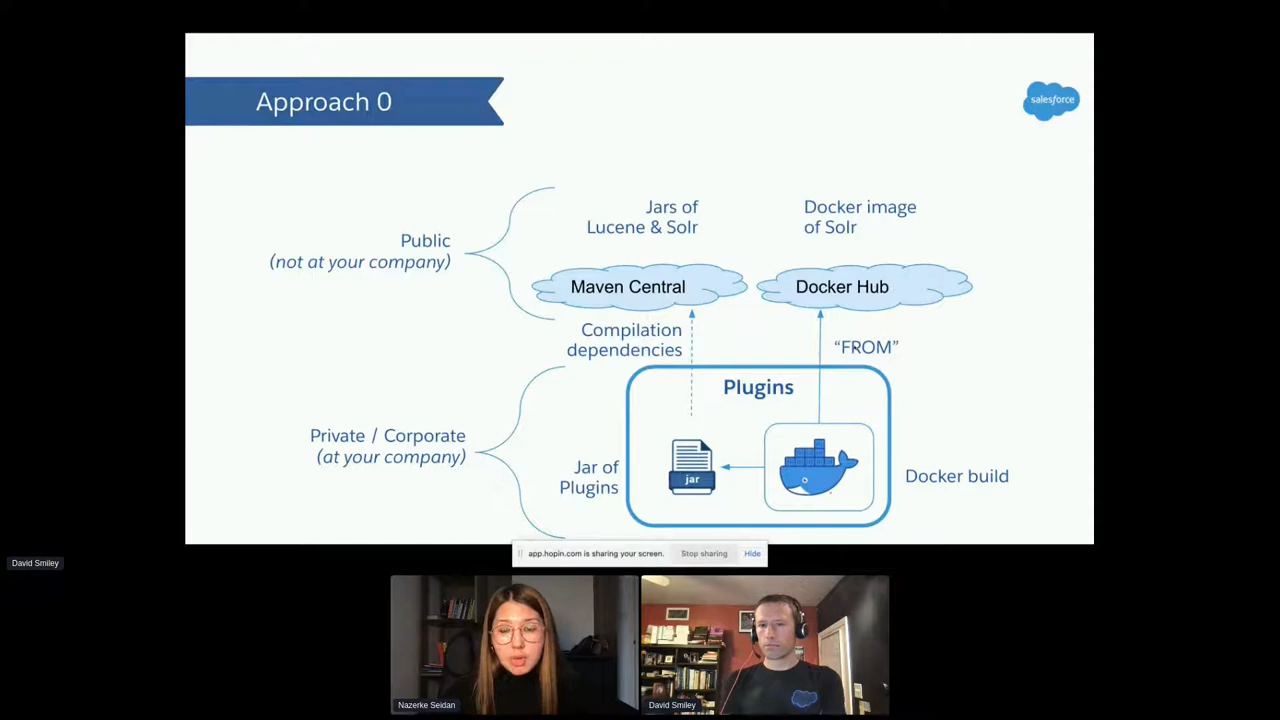 Approach 0
salesforce
Jars of
Lucene & Solr
Docker image
of Solr
Public
(not at your company)
Maven Central
Docker Hub
Compilation
dependencies
“FROM”
Plugins
Private / Corporate
(at your company)
Jar of
Plugins
jar
Docker build
app.hopin.com is sharing your screen.
Stop sharing
Hide
David Smiley
Nazerke Seidan
David Smiley